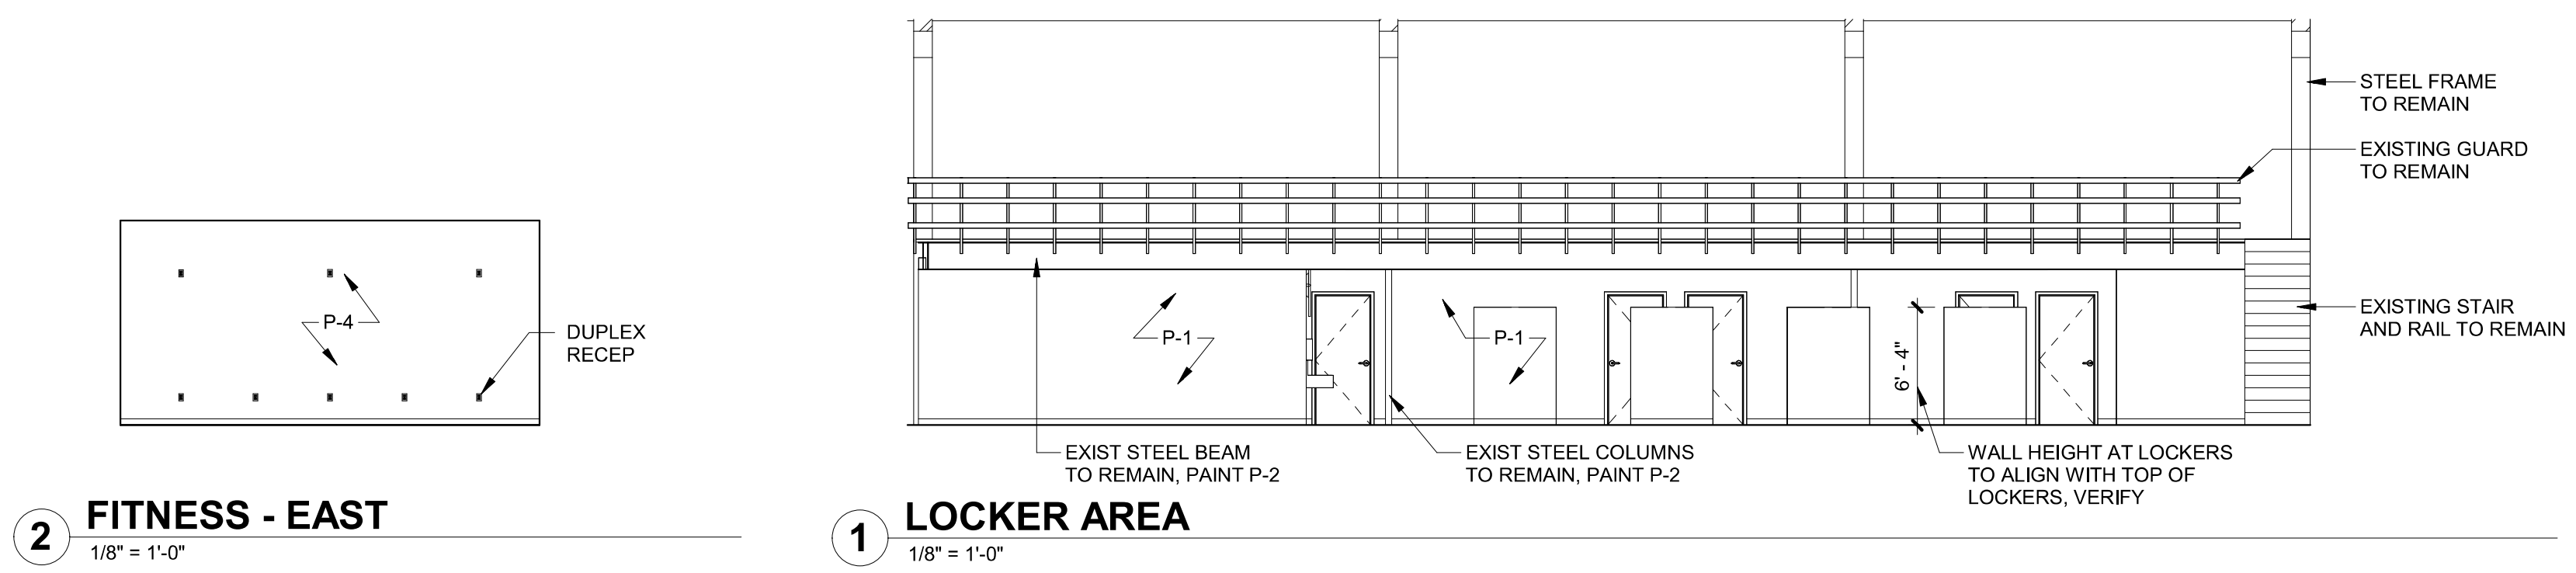 P-4
DUPLEX
RECEP
2
FITNESS - EAST
1/8" = 1'-0"
STEEL FRAME
TO REMAIN
EXISTING GUARD
TO REMAIN
EXISTING STAIR
AND RAIL TO REMAIN
P-1
P-1
6' - 4"
EXIST STEEL BEAM
TO REMAIN, PAINT P-2
EXIST STEEL COLUMNS
TO REMAIN, PAINT P-2
WALL HEIGHT AT LOCKERS
TO ALIGN WITH TOP OF
LOCKERS, VERIFY
1
LOCKER AREA
1/8" = 1'-0"